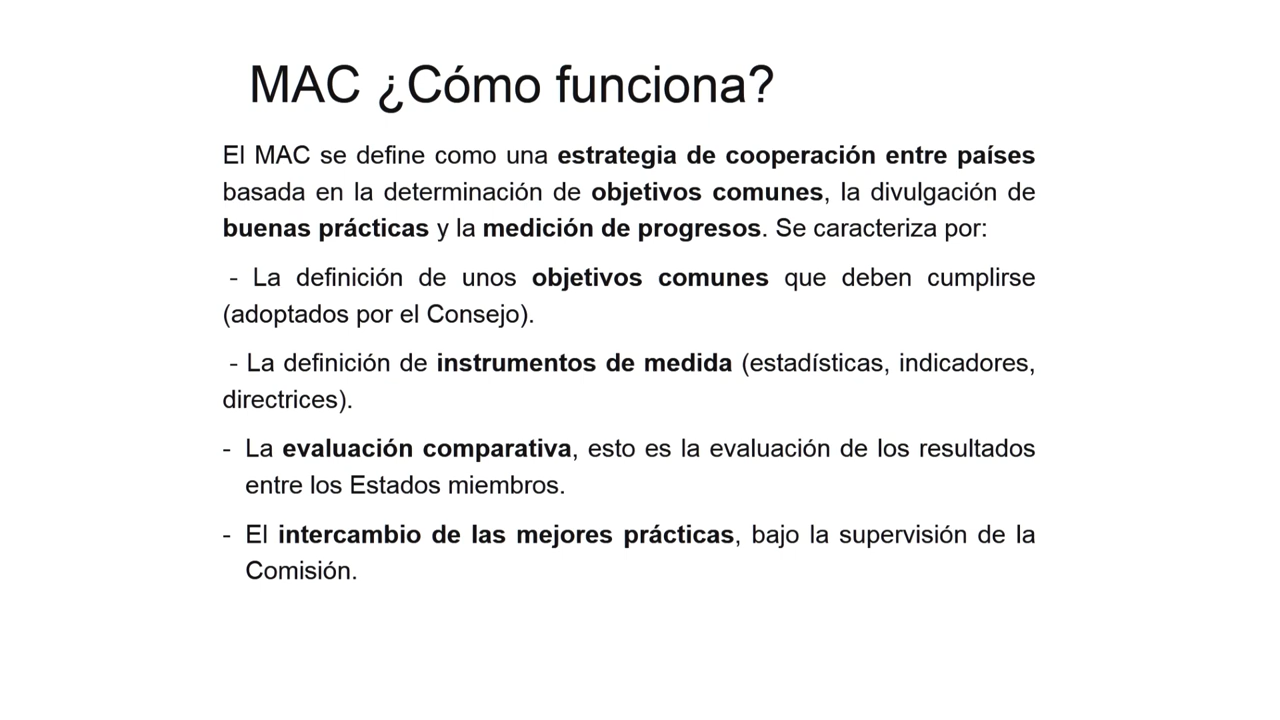 MAC ¿Cómo funciona?
El MAC se define como una estrategia de cooperación entre países
basada en la determinación de objetivos comunes, la divulgación de
buenas prácticas y la medición de progresos. Se caracteriza por:
- La definición de unos objetivos comunes que deben cumplirse
(adoptados por el Consejo).
- La definición de instrumentos de medida (estadísticas, indicadores,
directrices).
- La evaluación comparativa, esto es la evaluación de los resultados
entre los Estados miembros.
- El intercambio de las mejores prácticas, bajo la supervisión de la
Comisión.